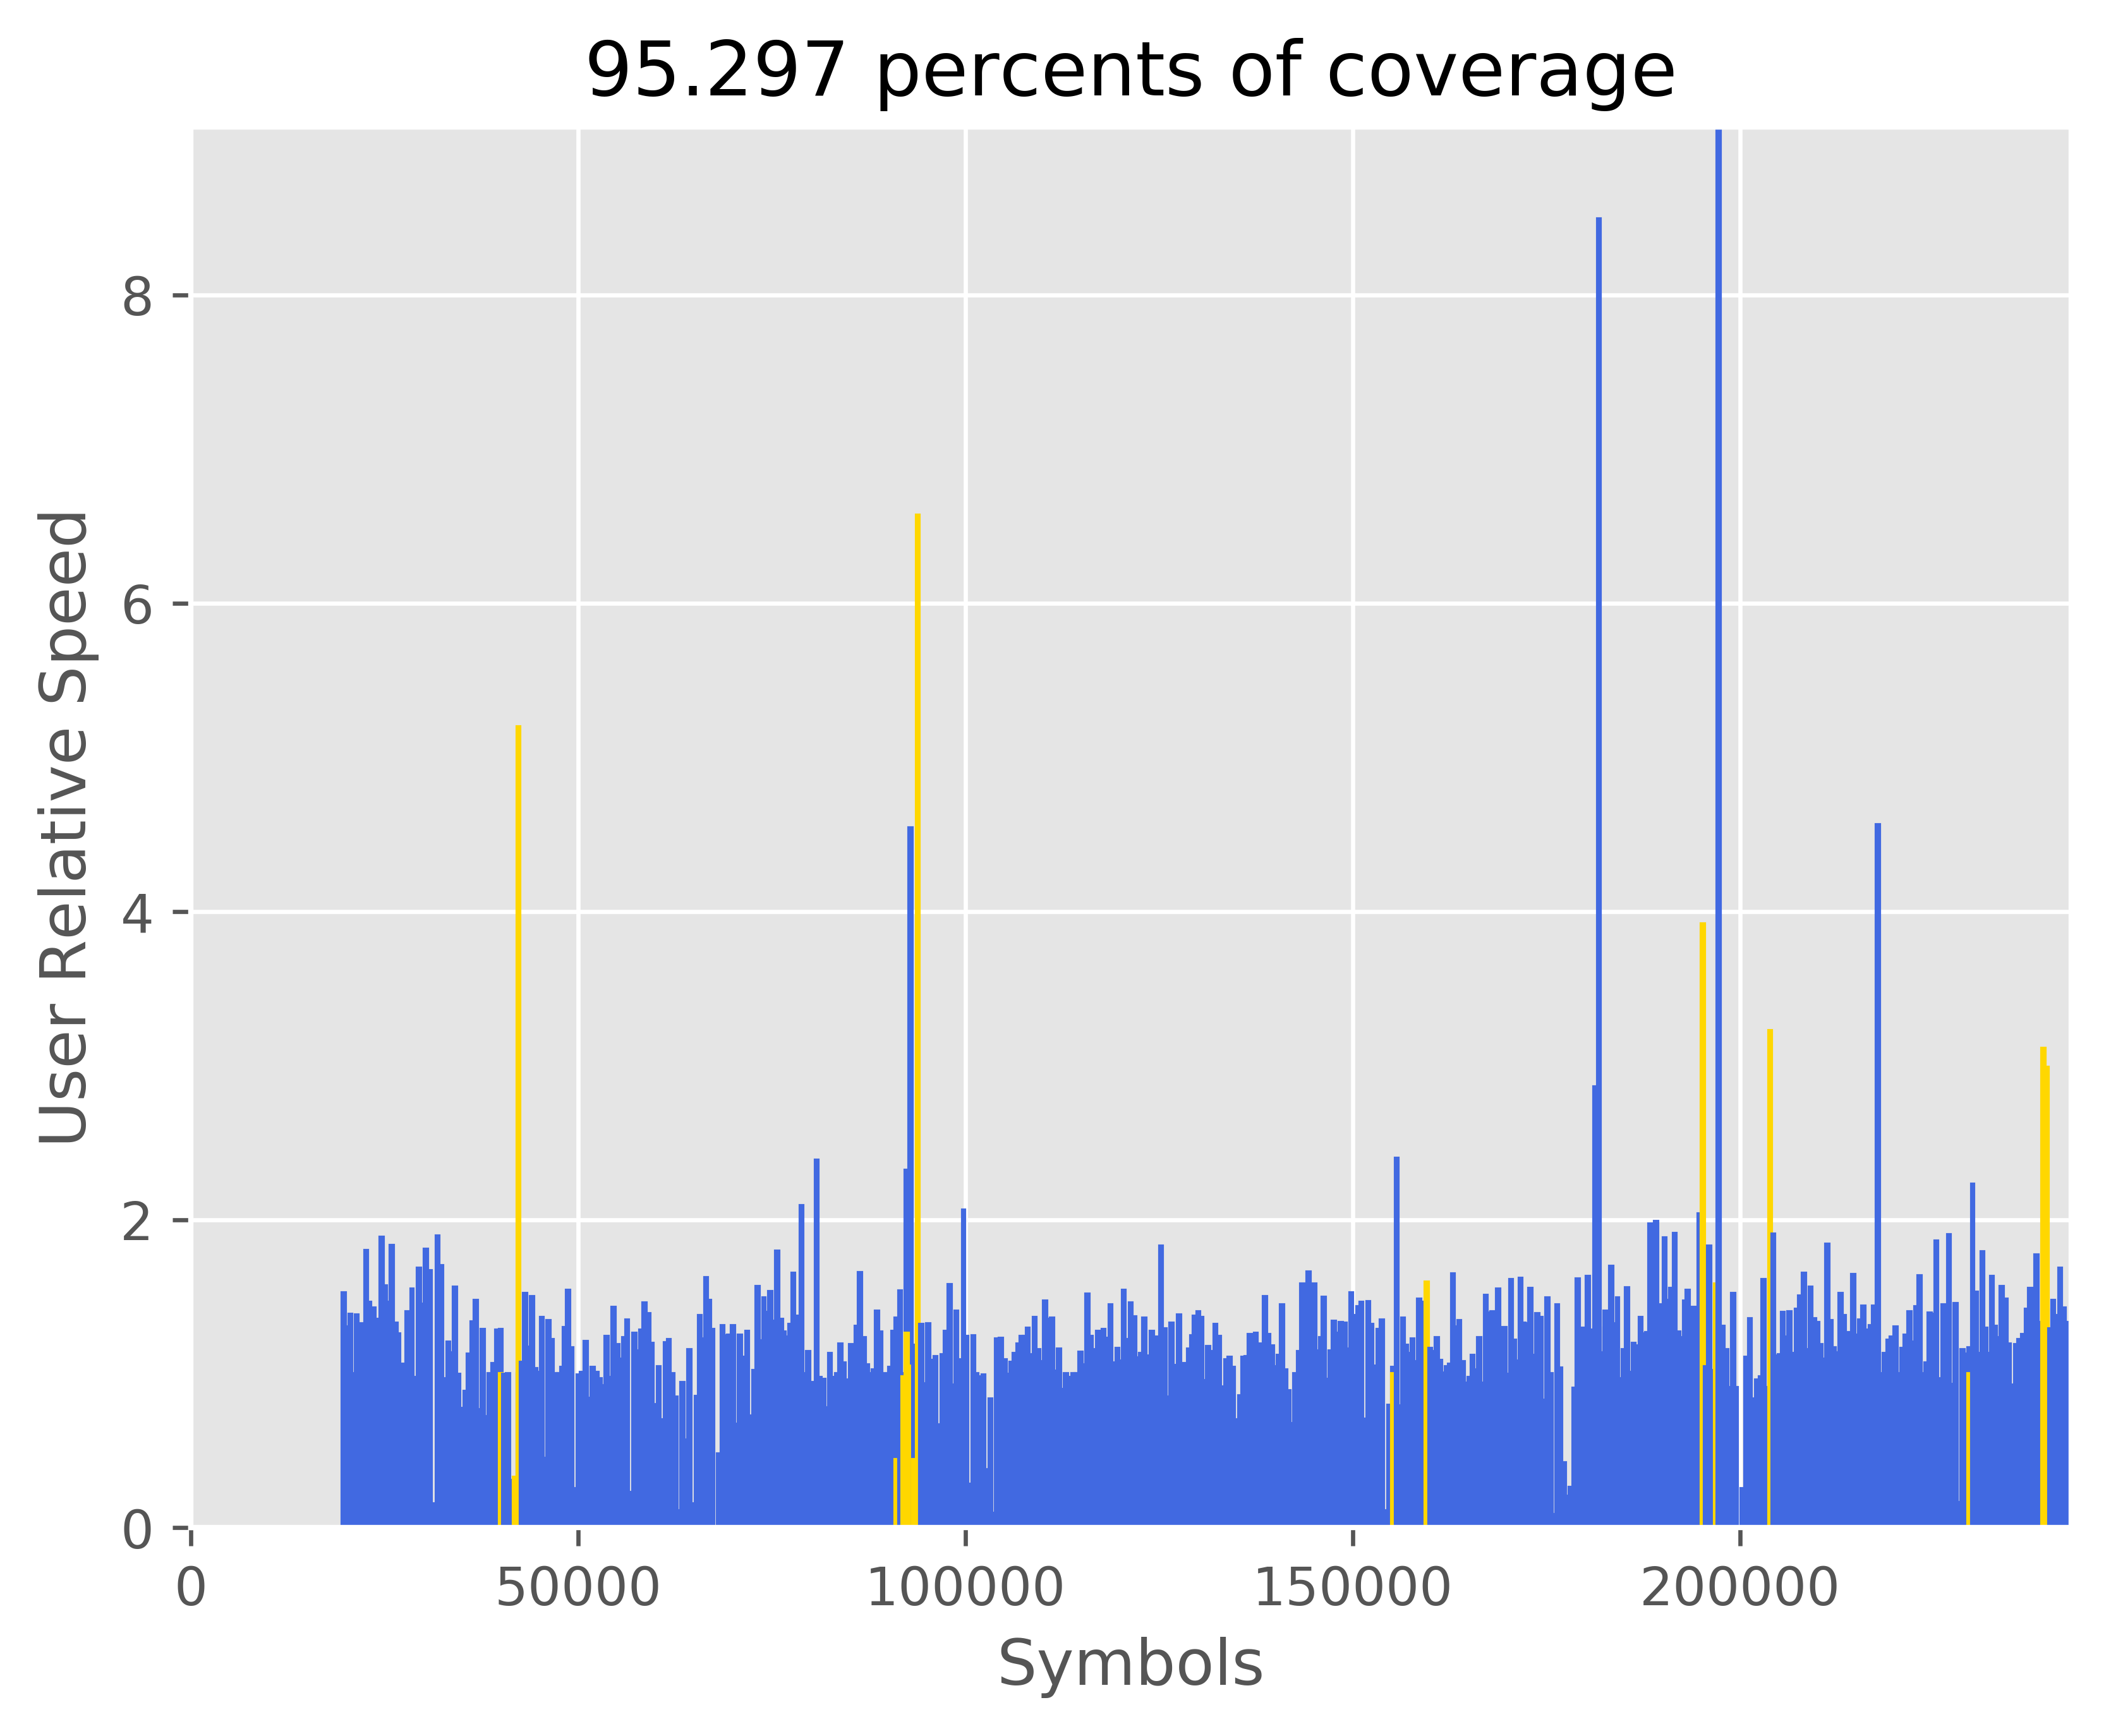 95.297 percents of coverage
User Relative Speed
8
6
4
2
0
0 50000 100000 150000 200000
Symbols